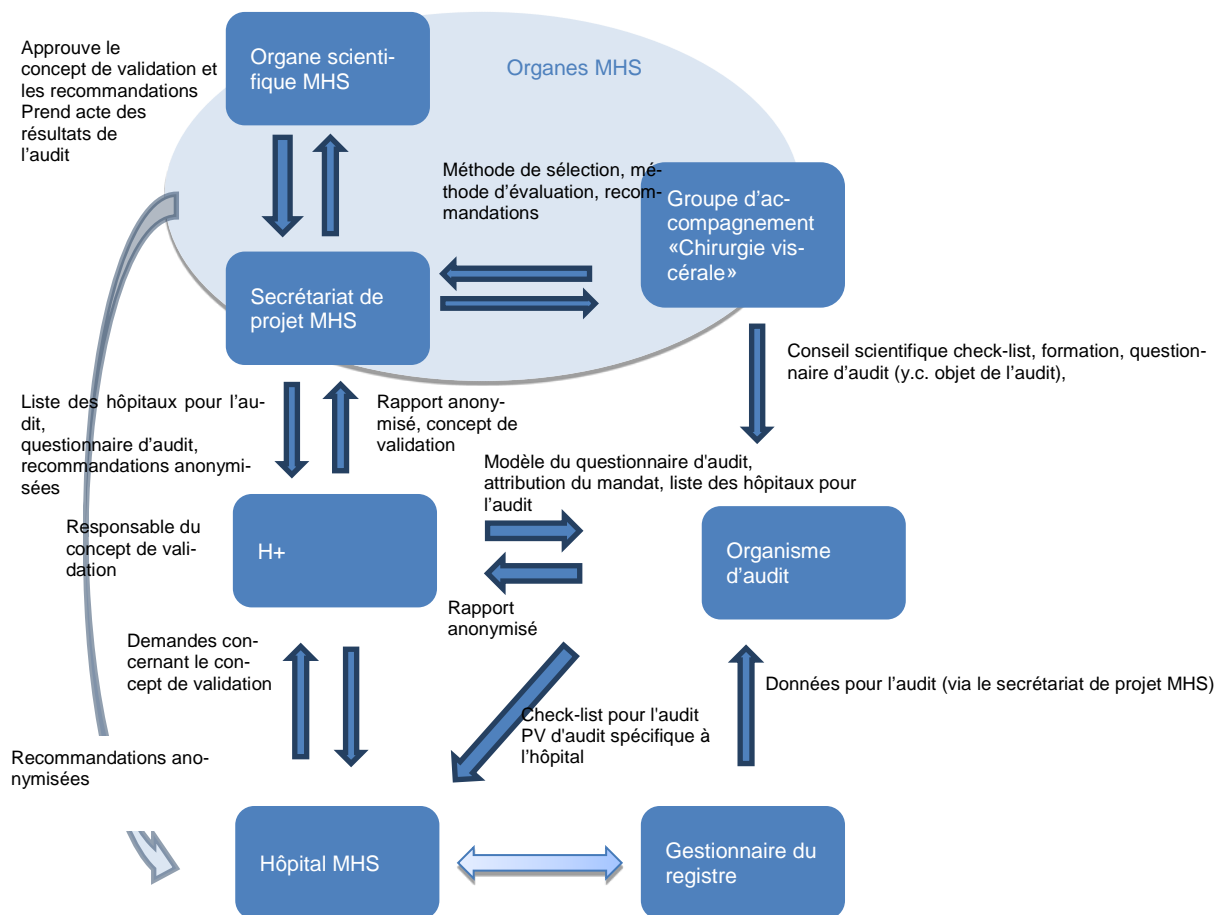 Approuve le
concept de validation et
les recommandations
Prend acte des
résultats de
l'audit
Organe scienti-
fique MHS
Organes MHS
Méthode de sélection, mé-
thode d'évaluation, recom-
mandations
Groupe d'ac-
compagnement
«Chirurgie vis-
cérale»
Secrétariat de
projet MHS
Conseil scientifique check-list, formation, question-
naire d'audit (y.c. objet de l'audit),
Liste des hôpitaux pour l'au-
dit,
questionnaire d'audit,
recommandations anonymi-
sées
Rapport anony-
misé, concept de
validation
Modèle du questionnaire d'audit,
attribution du mandat, liste des hôpitaux pour
l'audit
Responsable du
concept de vali-
dation
H+
Organisme
d'audit
Rapport
anonymisé
Demandes con-
cernant le con-
cept de validation
Données pour l'audit (via le secrétariat de projet MHS)
Check-list pour l'audit
PV d'audit spécifique à
l'hôpital
Recommandations ano-
nymisées
Hôpital MHS
Gestionnaire du
registre